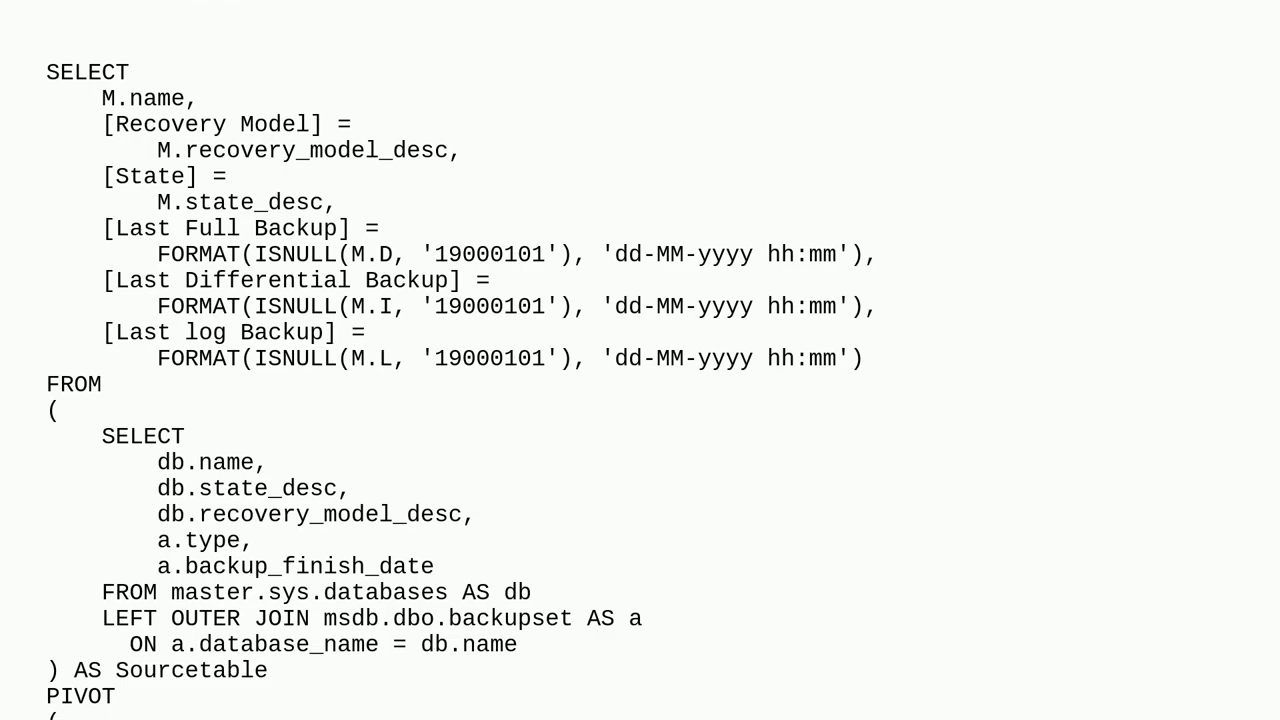 SELECT
    M.name,
    [Recovery Model] =
        M.recovery_model_desc,
    [State] =
        M.state_desc,
    [Last Full Backup] =
        FORMAT(ISNULL(M.D, '19000101'), 'dd-MM-yyyy hh:mm'),
    [Last Differential Backup] =
        FORMAT(ISNULL(M.I, '19000101'), 'dd-MM-yyyy hh:mm'),
    [Last log Backup] =
        FORMAT(ISNULL(M.L, '19000101'), 'dd-MM-yyyy hh:mm')
FROM
(
    SELECT
        db.name,
        db.state_desc,
        db.recovery_model_desc,
        a.type,
        a.backup_finish_date
    FROM master.sys.databases AS db
    LEFT OUTER JOIN msdb.dbo.backupset AS a
      ON a.database_name = db.name
) AS Sourcetable
PIVOT
(